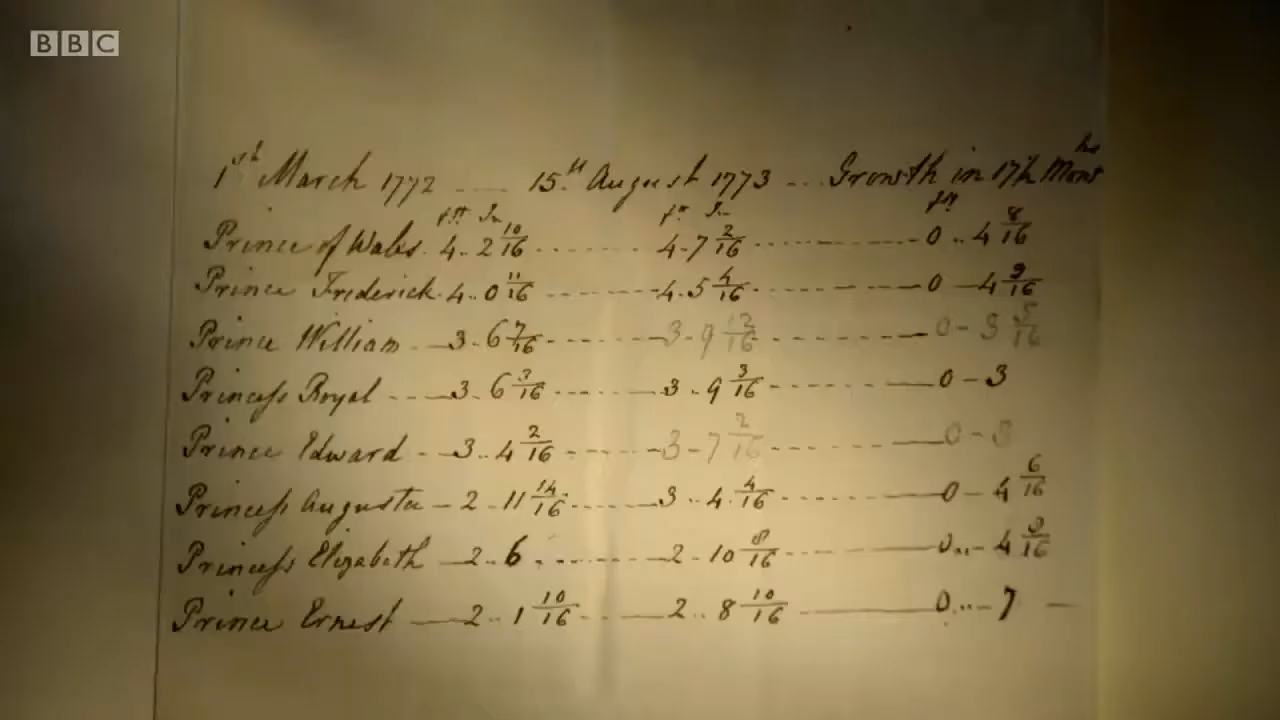 BBC
1st March 1772 .... 15th August 1773 ... Growth in 17½ Months
ft In ft In ft
Prince of Wales. 4.. 2 10/16 ........ 4-7 2/16 ............ 0 .. 4 8/16
Prince Frederick. 4.. 0 11/16 -------- 4.5 4/16 ------------ 0 — 4 9/16
Prince William .. — 3. 6 7/16 -------- 3-9 12/16 ------------ 0 - 3 5/16
Princess Royal ---- 3. 6 3/16 -------- 3 - 9 3/16 ------------ 0 - 3
Prince Edward -- 3.. 4 2/16 -------- 3-7 2/16 ------------ 0 - 3
Princess Augusta — 2 - 11 14/16 -------- 3 .. 4. 4/16 ------------ 0 - 4 6/16
Princess Elizabeth — 2.. 6 -------- 2 - 10 8/16 ------------ 0... — 4
Prince Ernest — 2.. 1 10/16 ---- 2.. 8 10/16 ———— 0... — 7 —